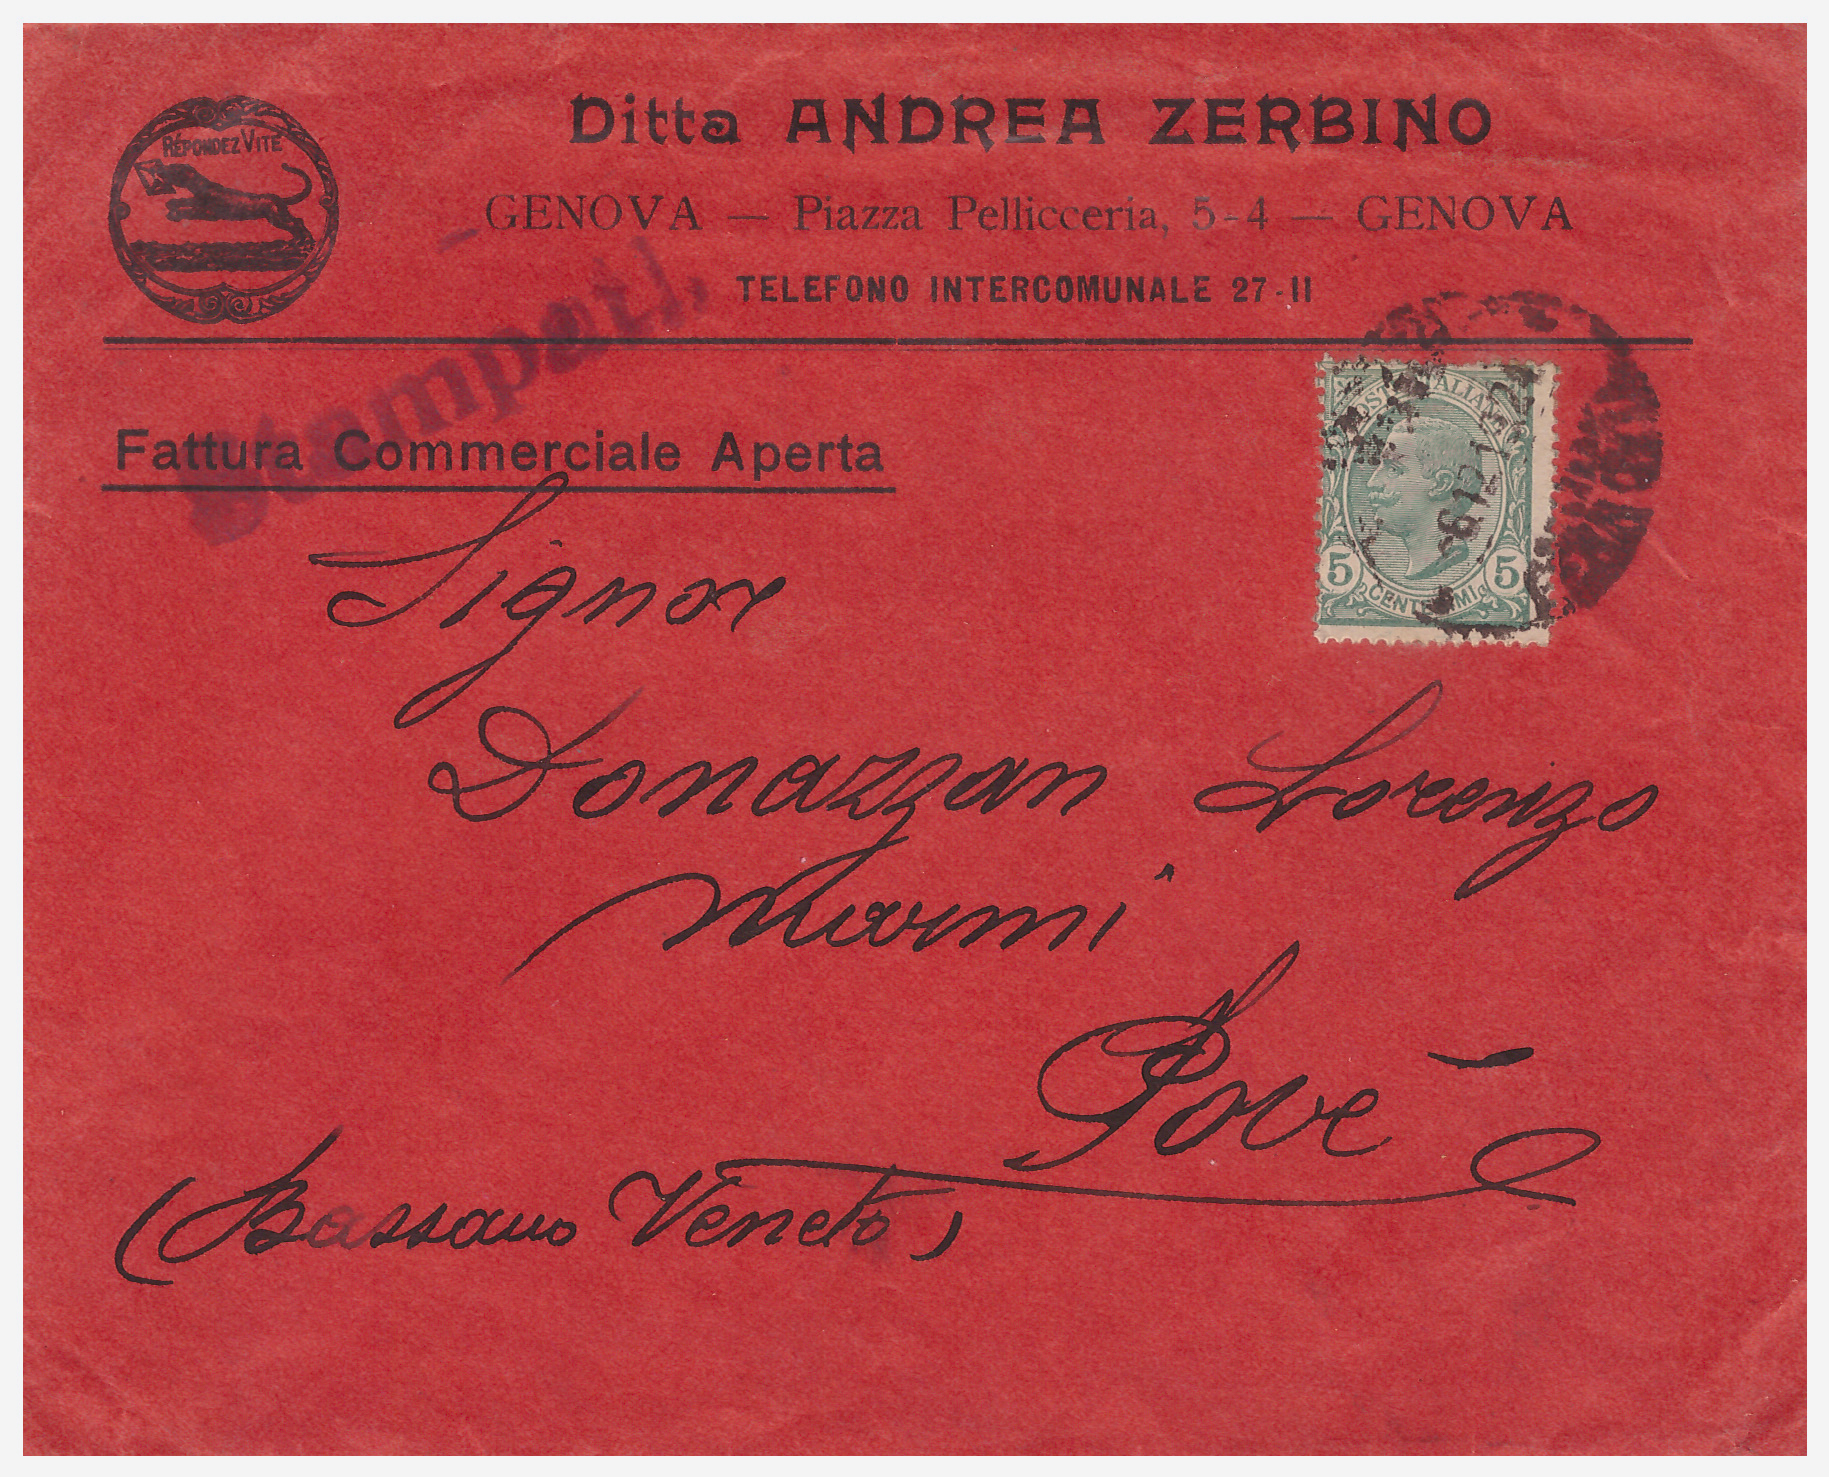 RÉPONDEZ VITE
Ditta ANDREA ZERBINO
GENOVA — Piazza Pellicceria, 5-4 — GENOVA
TELEFONO INTERCOMUNALE 27-11
Stampati.
Fattura Commerciale Aperta
POSTE ITALIANE
5 5
CENTESIMI
Signor
Donazzan Lorenzo
Marmi
Pove
(Bassano Veneto)